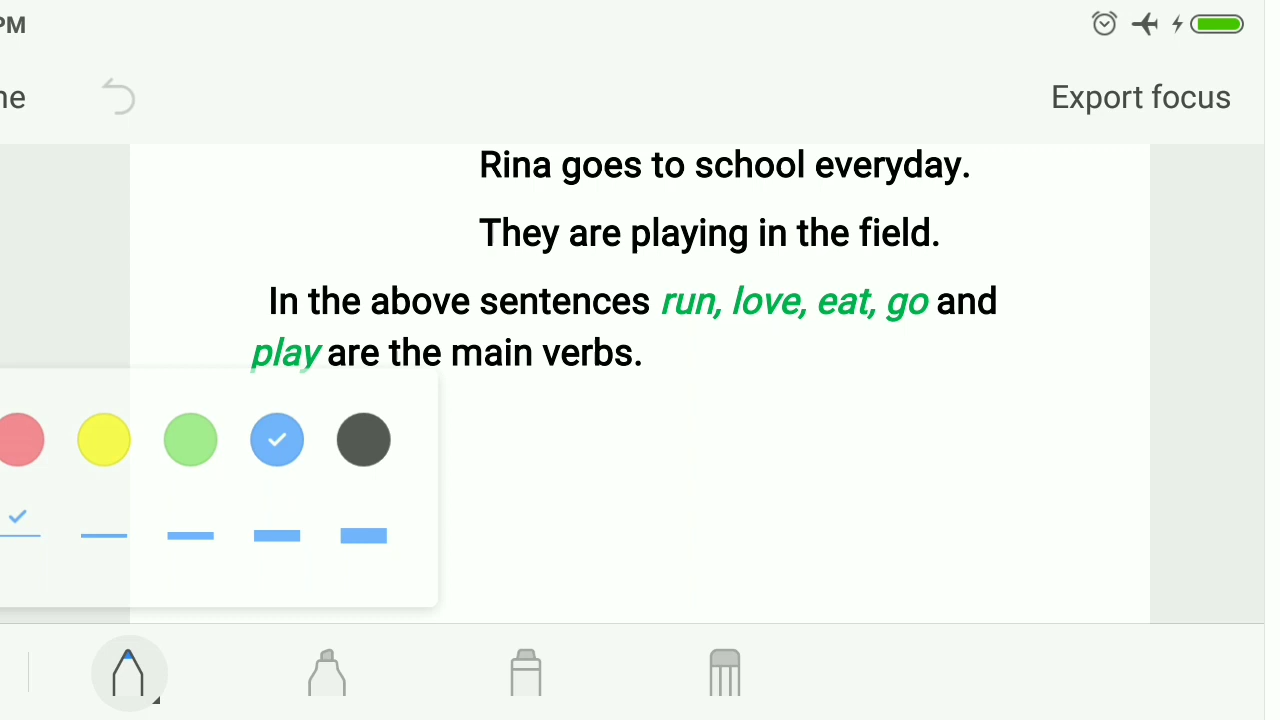 PM
ne
Export focus
Rina goes to school everyday.
They are playing in the field.
In the above sentences run, love, eat, go and
play are the main verbs.